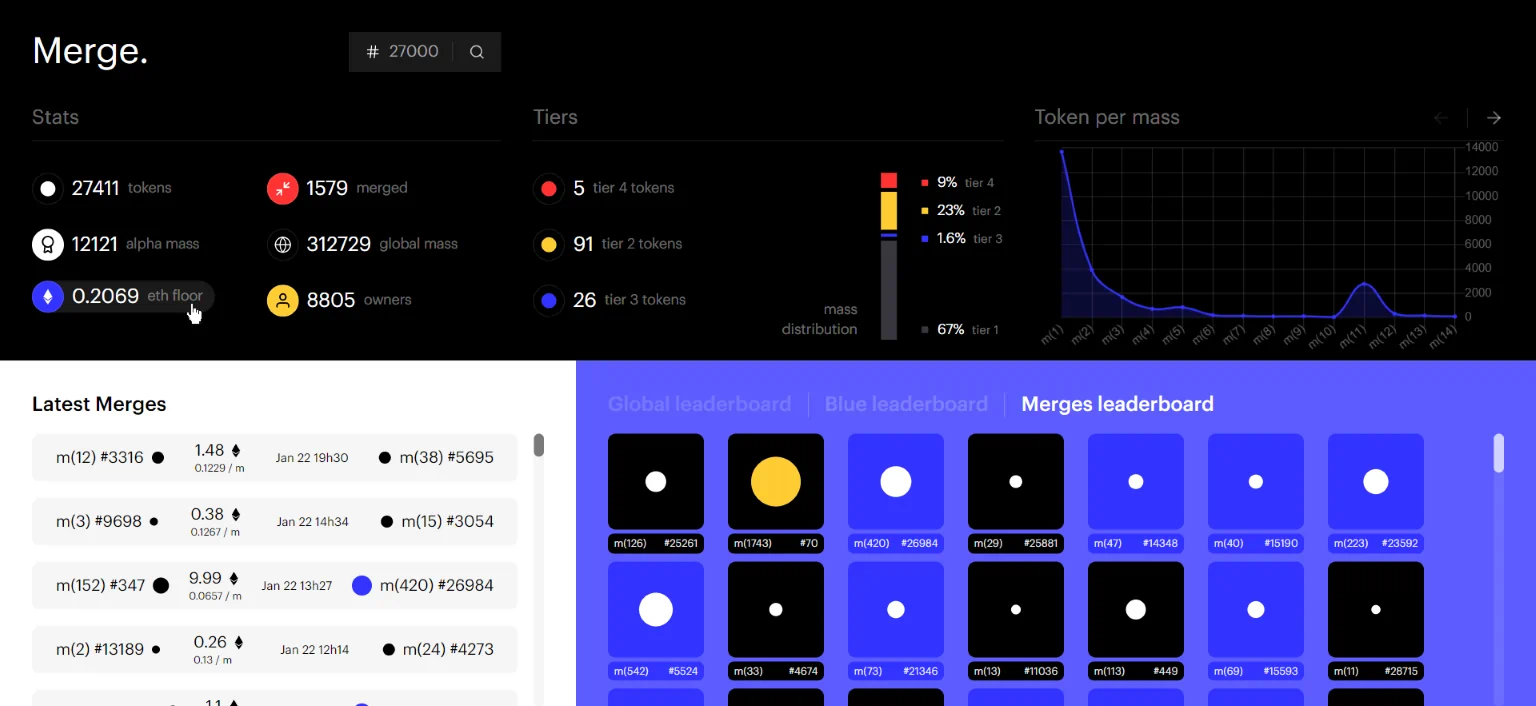 Merge.
# 27000
Stats
27411 tokens
1579 merged
12121 alpha mass
312729 global mass
0.2069 eth floor
8805 owners
Tiers
5 tier 4 tokens
91 tier 2 tokens
26 tier 3 tokens
9% tier 4
23% tier 2
1.6% tier 3
67% tier 1
mass
distribution
Token per mass
14000
12000
10000
8000
6000
4000
2000
0
m(1) m(2) m(3) m(4) m(5) m(6) m(7) m(8) m(9) m(10) m(11) m(12) m(13) m(14)
Latest Merges
m(12) #3316 1.48 Jan 22 19h30 m(38) #5695
0.1229 / m
m(3) #9698 0.38 Jan 22 14h34 m(15) #3054
0.1267 / m
m(152) #347 9.99 Jan 22 13h27 m(420) #26984
0.0657 / m
m(2) #13189 0.26 Jan 22 12h14 m(24) #4273
0.13 / m
Global leaderboard Blue leaderboard Merges leaderboard
m(126) #25261 m(1743) #70 m(420) #26984 m(29) #25881 m(47) #14348 m(40) #15190 m(223) #23592
m(542) #5524 m(33) #4674 m(73) #21346 m(13) #11036 m(113) #449 m(69) #15593 m(11) #28715